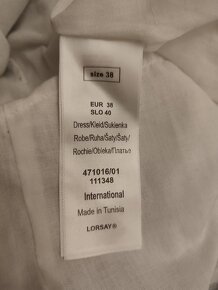 size 38
EUR 38
SLO 40
Dress/Kleid/Sukienka
Robe/Ruha/Šaty/Šaty/
Rochie/Obleka/Платье
471016/01
111348
International
Made in Tunisia
LORSAY®